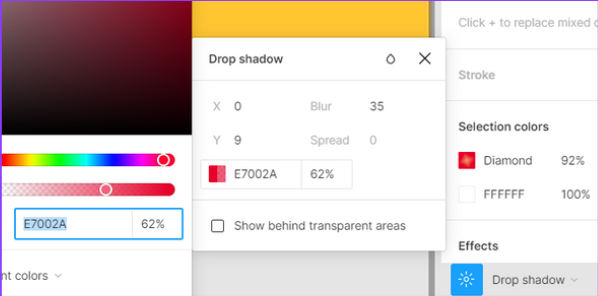 E7002A 62%
nt colors
Drop shadow
X 0 Blur 35
Y 9 Spread 0
E7002A 62%
Show behind transparent areas
Click + to replace mixed c
Stroke
Selection colors
Diamond 92%
FFFFFF 100%
Effects
Drop shadow